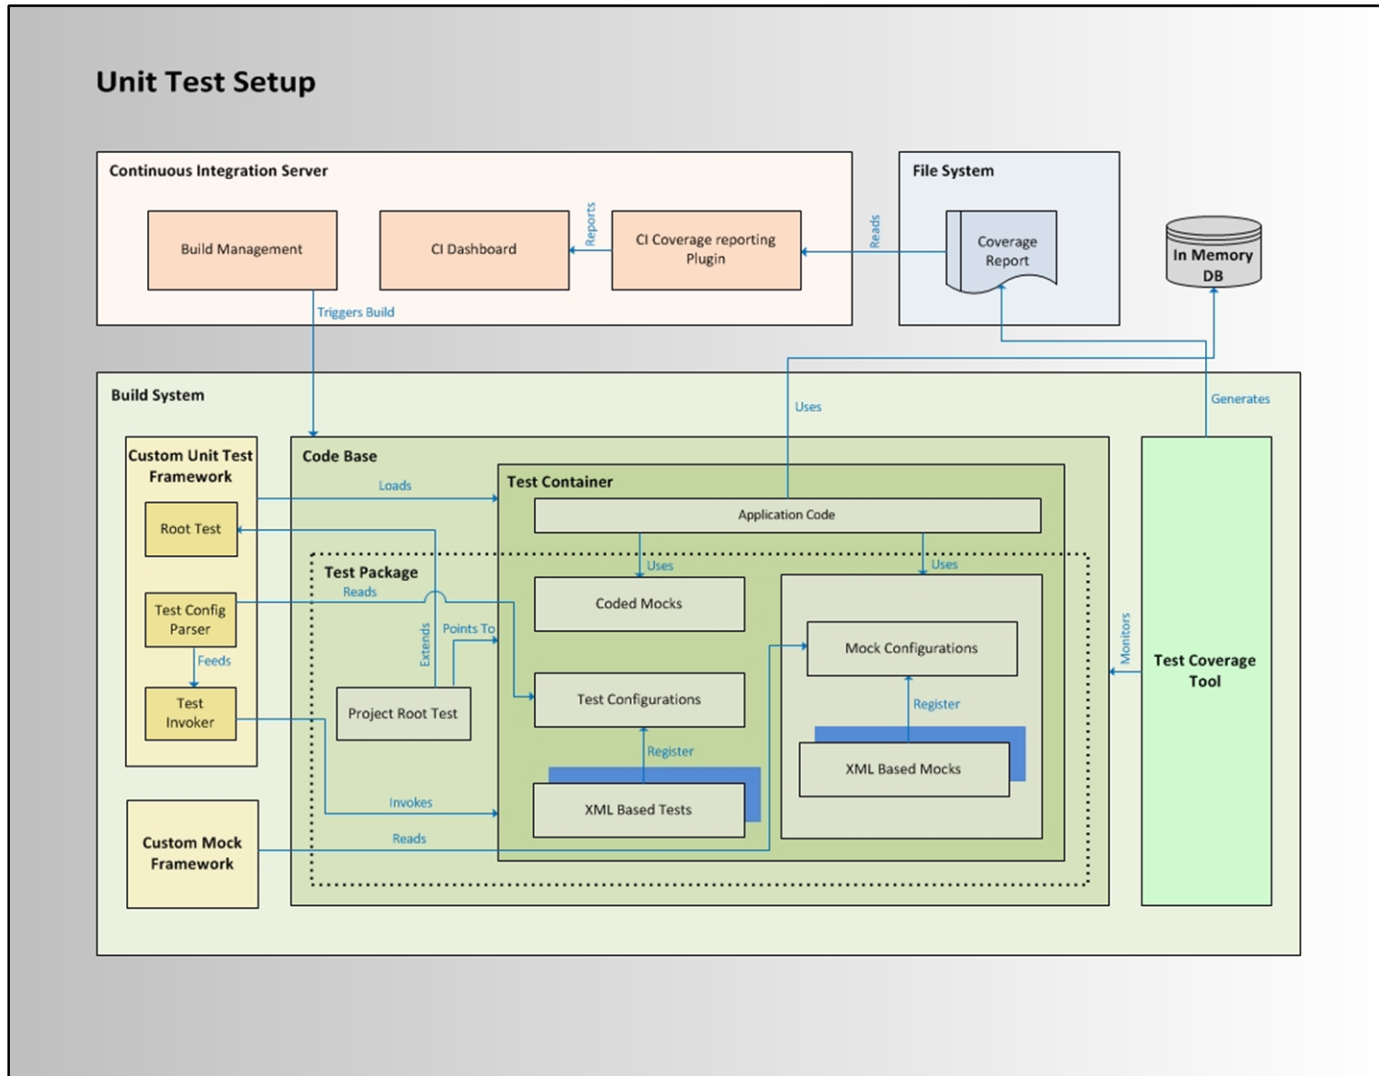 Unit Test Setup
Continuous Integration Server
Build Management
CI Dashboard
Reports
CI Coverage reporting
Plugin
Reads
File System
Coverage
Report
In Memory
DB
Triggers Build
Build System
Uses
Generates
Custom Unit Test
Framework
Root Test
Test Config
Parser
Feeds
Test
Invoker
Custom Mock
Framework
Code Base
Loads
Test Container
Application Code
Test Package
Reads
Uses
Uses
Coded Mocks
Extends
Points To
Project Root Test
Test Configurations
Register
XML Based Tests
Mock Configurations
Register
XML Based Mocks
Invokes
Reads
Monitors
Test Coverage
Tool